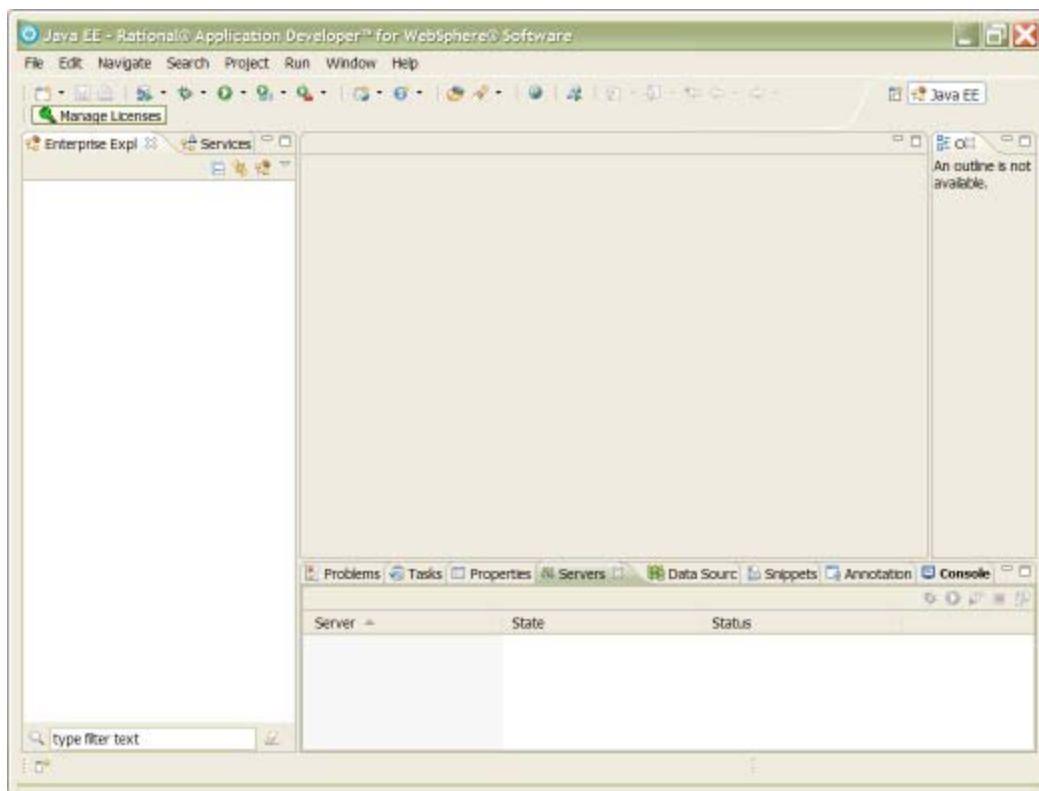 Java EE - Rational® Application Developer™ for WebSphere® Software
File Edit Navigate Search Project Run Window Help
Java EE
Manage Licenses
Enterprise Expl
Services
O
An outline is not
available.
Problems Tasks Properties Servers Data Sourc Snippets Annotation Console
Server State Status
type filter text